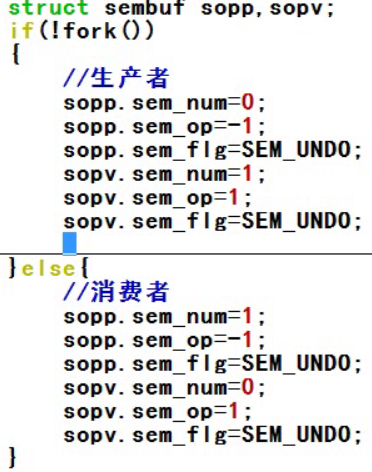 struct sembuf sopp,sopv;
if(!fork())
{
    //生产者
    sopp.sem_num=0;
    sopp.sem_op=-1;
    sopp.sem_flg=SEM_UNDO;
    sopv.sem_num=1;
    sopv.sem_op=1;
    sopv.sem_flg=SEM_UNDO;
}else{
    //消费者
    sopp.sem_num=1;
    sopp.sem_op=-1;
    sopp.sem_flg=SEM_UNDO;
    sopv.sem_num=0;
    sopv.sem_op=1;
    sopv.sem_flg=SEM_UNDO;
}